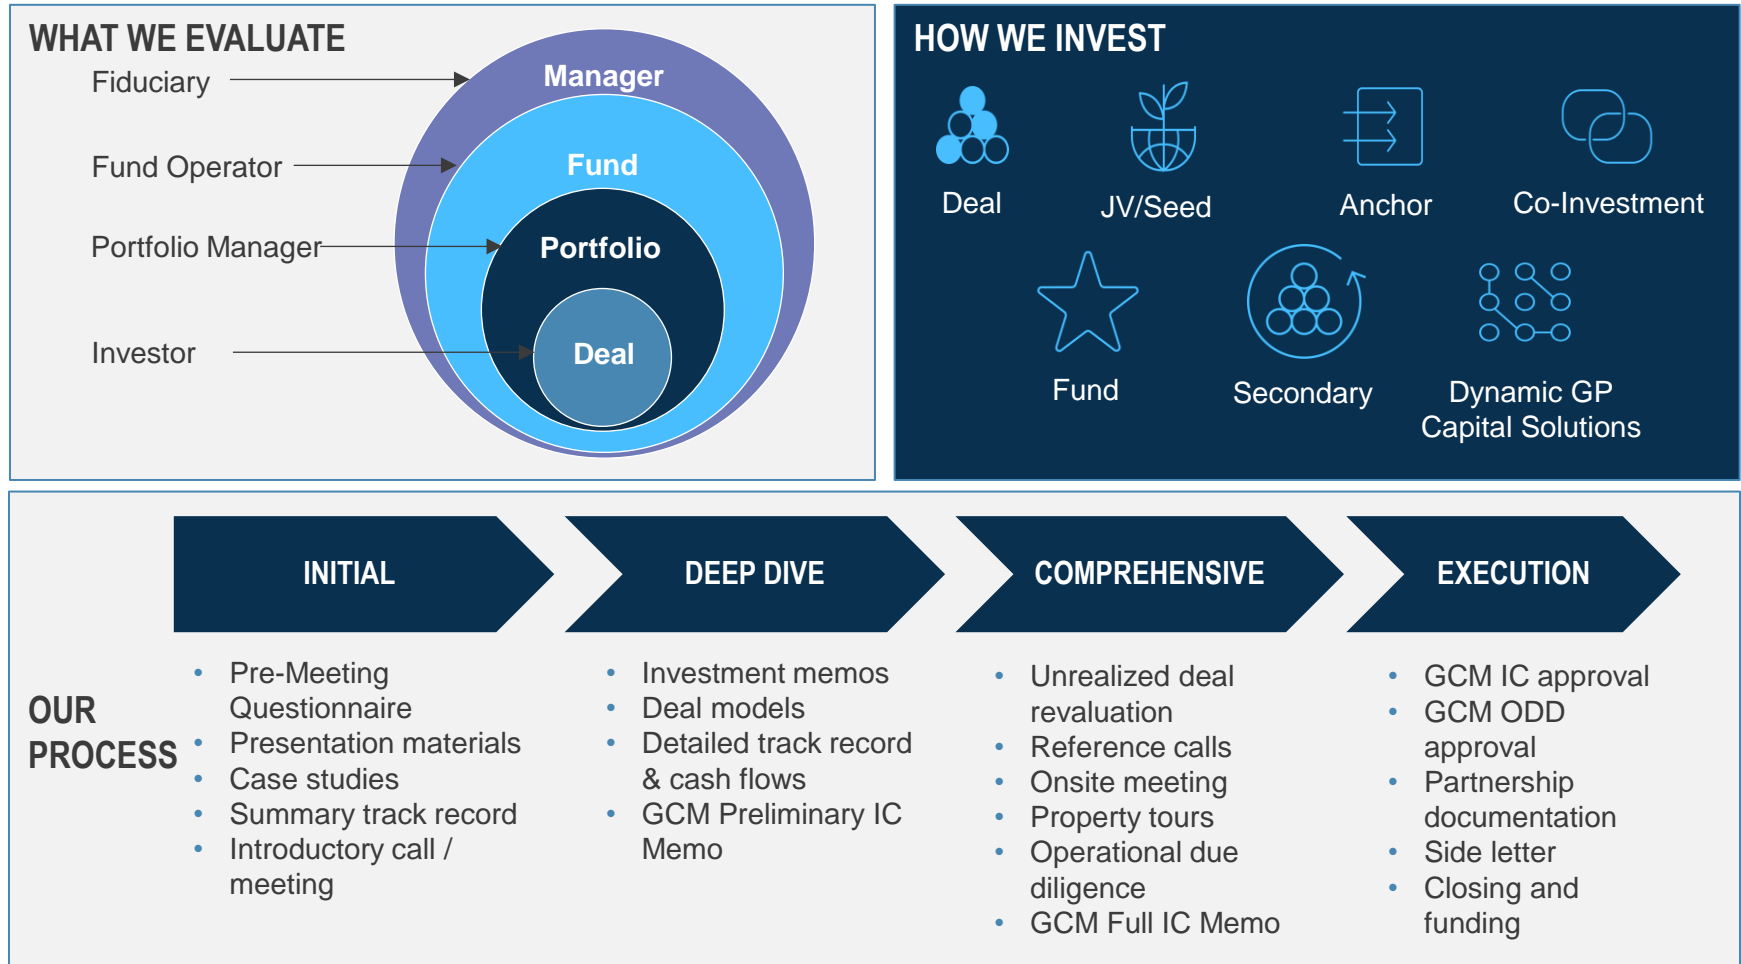 WHAT WE EVALUATE
Fiduciary
Fund Operator
Portfolio Manager
Investor
Manager
Fund
Portfolio
Deal
HOW WE INVEST
Deal
JV/Seed
Anchor
Co-Investment
Fund
Secondary
Dynamic GP
Capital Solutions
OUR
PROCESS
INITIAL
• Pre-Meeting
Questionnaire
• Presentation materials
• Case studies
• Summary track record
• Introductory call /
meeting
DEEP DIVE
• Investment memos
• Deal models
• Detailed track record
& cash flows
• GCM Preliminary IC
Memo
COMPREHENSIVE
• Unrealized deal
revaluation
• Reference calls
• Onsite meeting
• Property tours
• Operational due
diligence
• GCM Full IC Memo
EXECUTION
• GCM IC approval
• GCM ODD
approval
• Partnership
documentation
• Side letter
• Closing and
funding